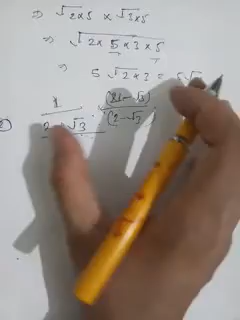 1) √2×5 × √3×5
⇒ √2×5×3×5
⇒ 5√2×3 = 5√
1 (2-√3)
2 √3 · (2-√3)